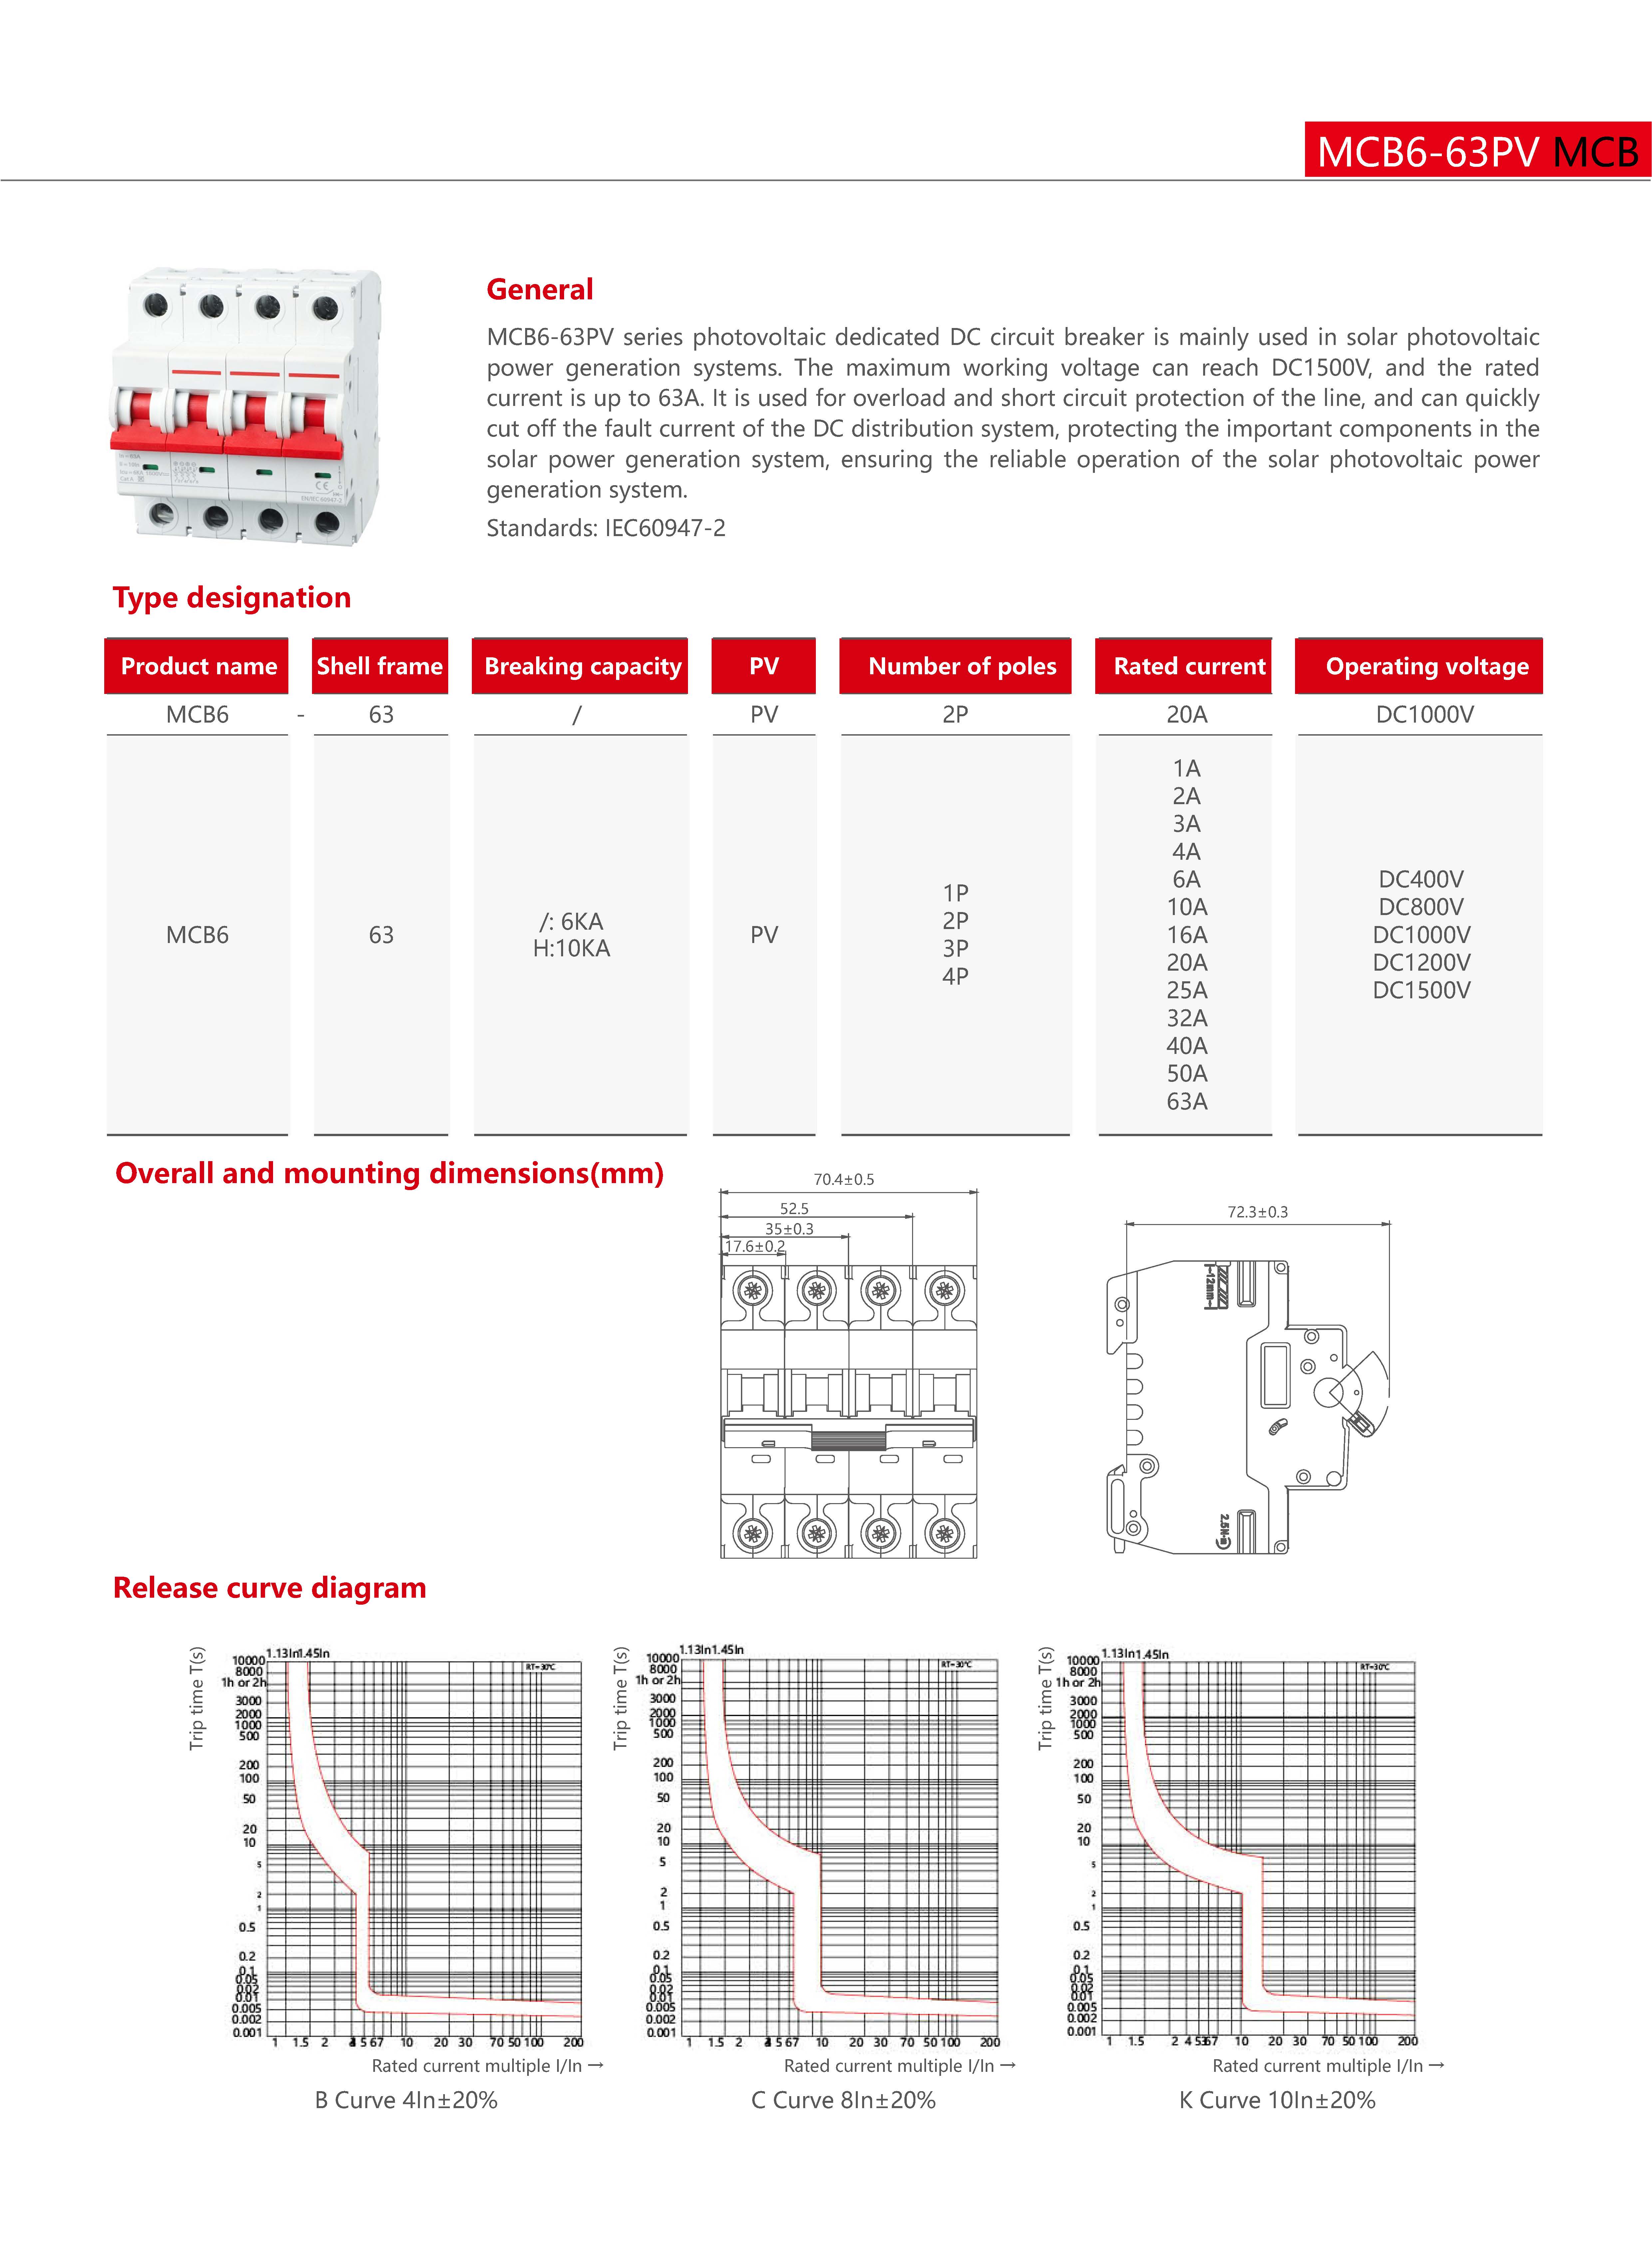 MCB6-63PV MCB
General
MCB6-63PV series photovoltaic dedicated DC circuit breaker is mainly used in solar photovoltaic
power generation systems. The maximum working voltage can reach DC1500V, and the rated
current is up to 63A. It is used for overload and short circuit protection of the line, and can quickly
cut off the fault current of the DC distribution system, protecting the important components in the
solar power generation system, ensuring the reliable operation of the solar photovoltaic power
generation system.
Standards: IEC60947-2
CE
EN/IEC 60947-2
Type designation
Product name Shell frame Breaking capacity PV Number of poles Rated current Operating voltage
MCB6 - 63 / PV 2P 20A DC1000V
MCB6
63
/: 6KA
H:10KA
PV
1P
2P
3P
4P
1A
2A
3A
4A
6A
10A
16A
20A
25A
32A
40A
50A
63A
DC400V
DC800V
DC1000V
DC1200V
DC1500V
Overall and mounting dimensions(mm)
70.4±0.5
52.5
35±0.3
17.6±0.2
72.3±0.3
12mm
2.5N·m
Release curve diagram
Trip time T(s)
1.13In1.45In
RT=30℃
10000
8000
1h or 2h
3000
2000
1000
500
200
100
50
20
10
5
2
1
0.5
0.2
0.1
0.05
0.02
0.01
0.005
0.002
0.001
1 1.5 2 4 5 6 7 10 20 30 70 50 100 200
Rated current multiple I/In →
B Curve 4In±20%
Trip time T(s)
1.13In1.45In
RT=30℃
10000
8000
1h or 2h
3000
2000
1000
500
200
100
50
20
10
5
2
1
0.5
0.2
0.1
0.05
0.02
0.01
0.005
0.002
0.001
1 1.5 2 4 5 6 7 10 20 30 70 50 100 200
Rated current multiple I/In →
C Curve 8In±20%
Trip time T(s)
1.13In1.45In
RT=30℃
10000
8000
1h or 2h
3000
2000
1000
500
200
100
50
20
10
5
2
1
0.5
0.2
0.1
0.05
0.02
0.01
0.005
0.002
0.001
1 1.5 2 4 5 6 7 10 20 30 70 50 100 200
Rated current multiple I/In →
K Curve 10In±20%